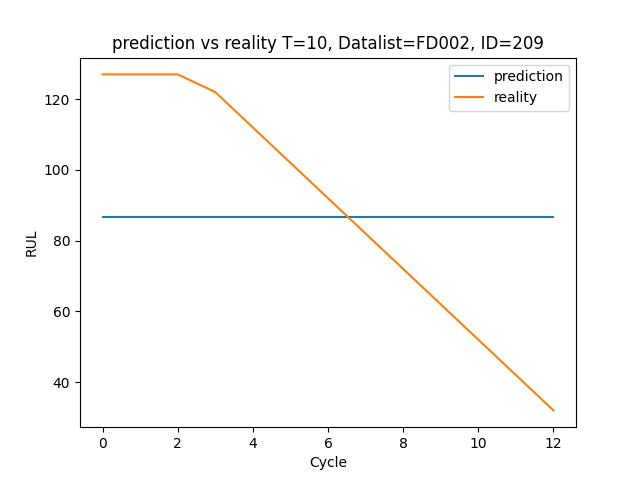 prediction vs reality T=10, Datalist=FD002, ID=209
prediction
reality
RUL
120
100
80
60
40
0 2 4 6 8 10 12
Cycle